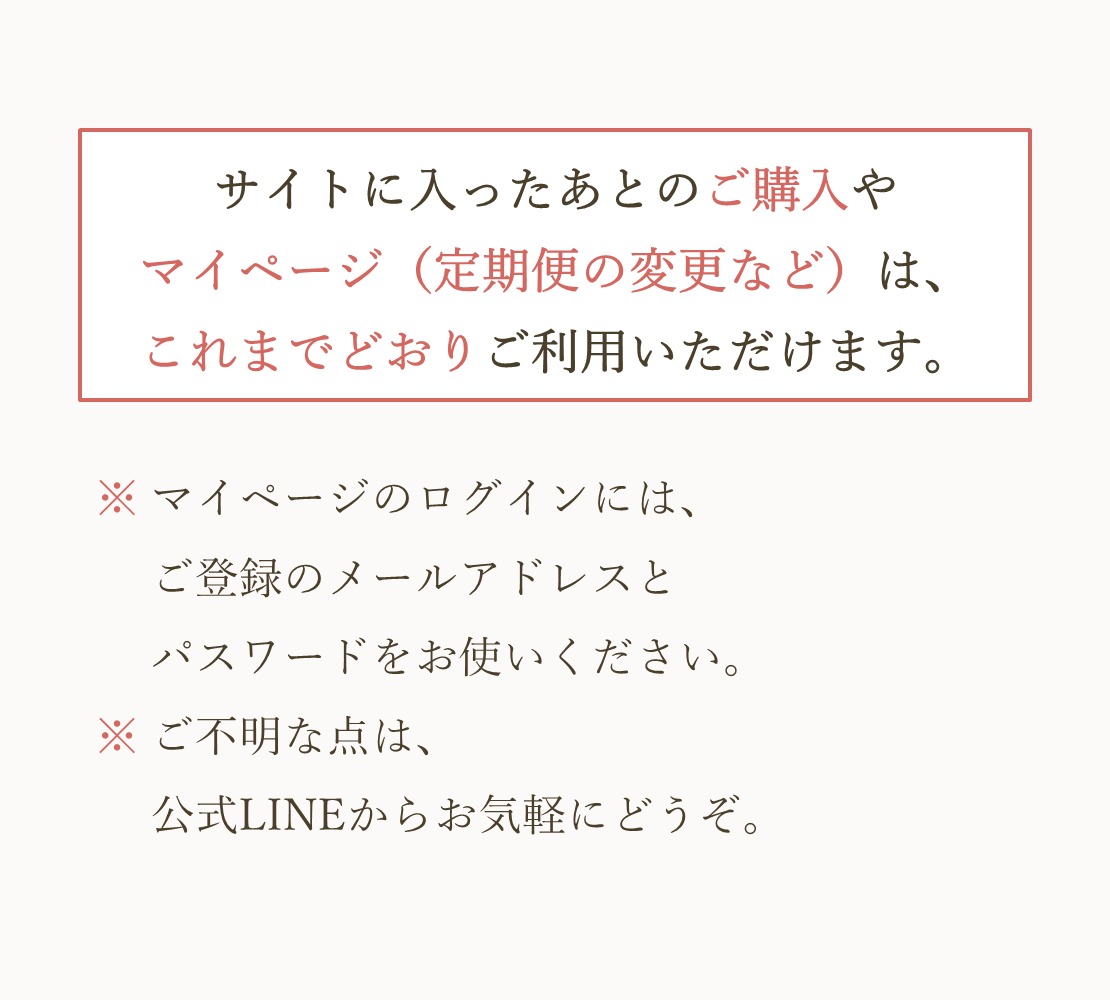 サイトに入ったあとのご購入や
マイページ（定期便の変更など）は、
これまでどおりご利用いただけます。
※ マイページのログインには、
ご登録のメールアドレスと
パスワードをお使いください。
※ ご不明な点は、
公式LINEからお気軽にどうぞ。